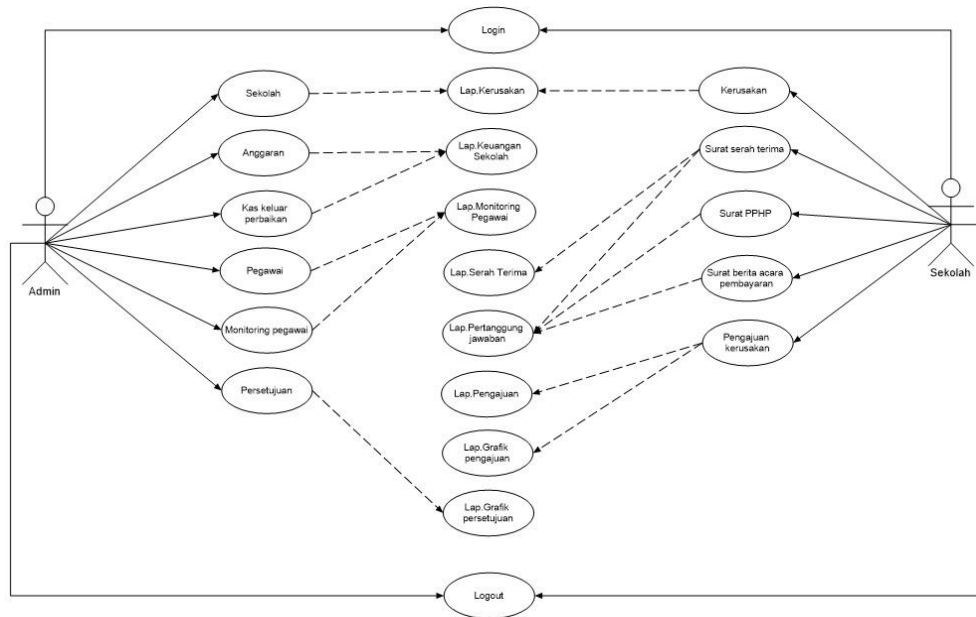 Login
Sekolah
Lap.Kerusakan
Kerusakan
Anggaran
Lap.Keuangan
Sekolah
Surat serah terima
Kas keluar
perbaikan
Lap.Monitoring
Pegawai
Surat PPHP
Pegawai
Lap.Serah Terima
Surat berita acara
pembayaran
Admin
Sekolah
Monitoring pegawai
Lap.Pertanggung
jawaban
Pengajuan
kerusakan
Persetujuan
Lap.Pengajuan
Lap.Grafik
pengajuan
Lap.Grafik
persetujuan
Logout